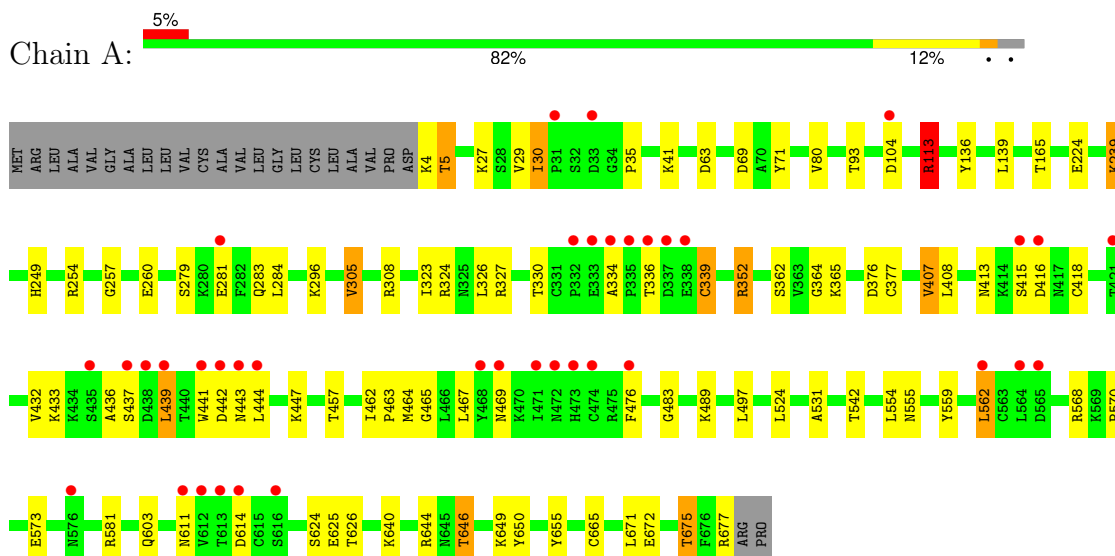 5%
Chain A:
82%
12%
• •
MET ARG LEU ALA VAL GLY ALA LEU LEU VAL CYS ALA VAL LEU GLY LEU CYS LEU ALA VAL PRO ASP K4 T5 K27 S28 V29 I30 P31 S32 D33 G34 P35 K41 D63 D69 A70 Y71 V80 T93 D104 R113 Y136 L139 T165 E224 K239
H249 R254 G257 E260 S279 K280 E281 F282 Q283 L284 K296 V305 R308 I323 R324 N325 L326 R327 T330 C331 P332 E333 A334 P335 T336 D337 E338 C339 R352 S362 V363 G364 K365 D376 C377 V407 L408 N413 K414 S415 D416 N417 C418 T421
V432 K433 K434 S435 A436 S437 D438 L439 T440 W441 D442 N443 L444 K447 T457 I462 P463 M464 G465 L466 L467 Y468 N469 K470 I471 N472 H473 C474 R475 F476 G483 K489 L497 L524 A531 T542 L554 N555 Y559 L562 C563 L564 D565 R568 K569 P570
E573 N576 R581 Q603 N611 V612 T613 D614 C615 S616 S624 E625 T626 K640 R644 N645 T646 K649 Y650 Y655 C665 L671 E672 T675 F676 R677 ARG PRO